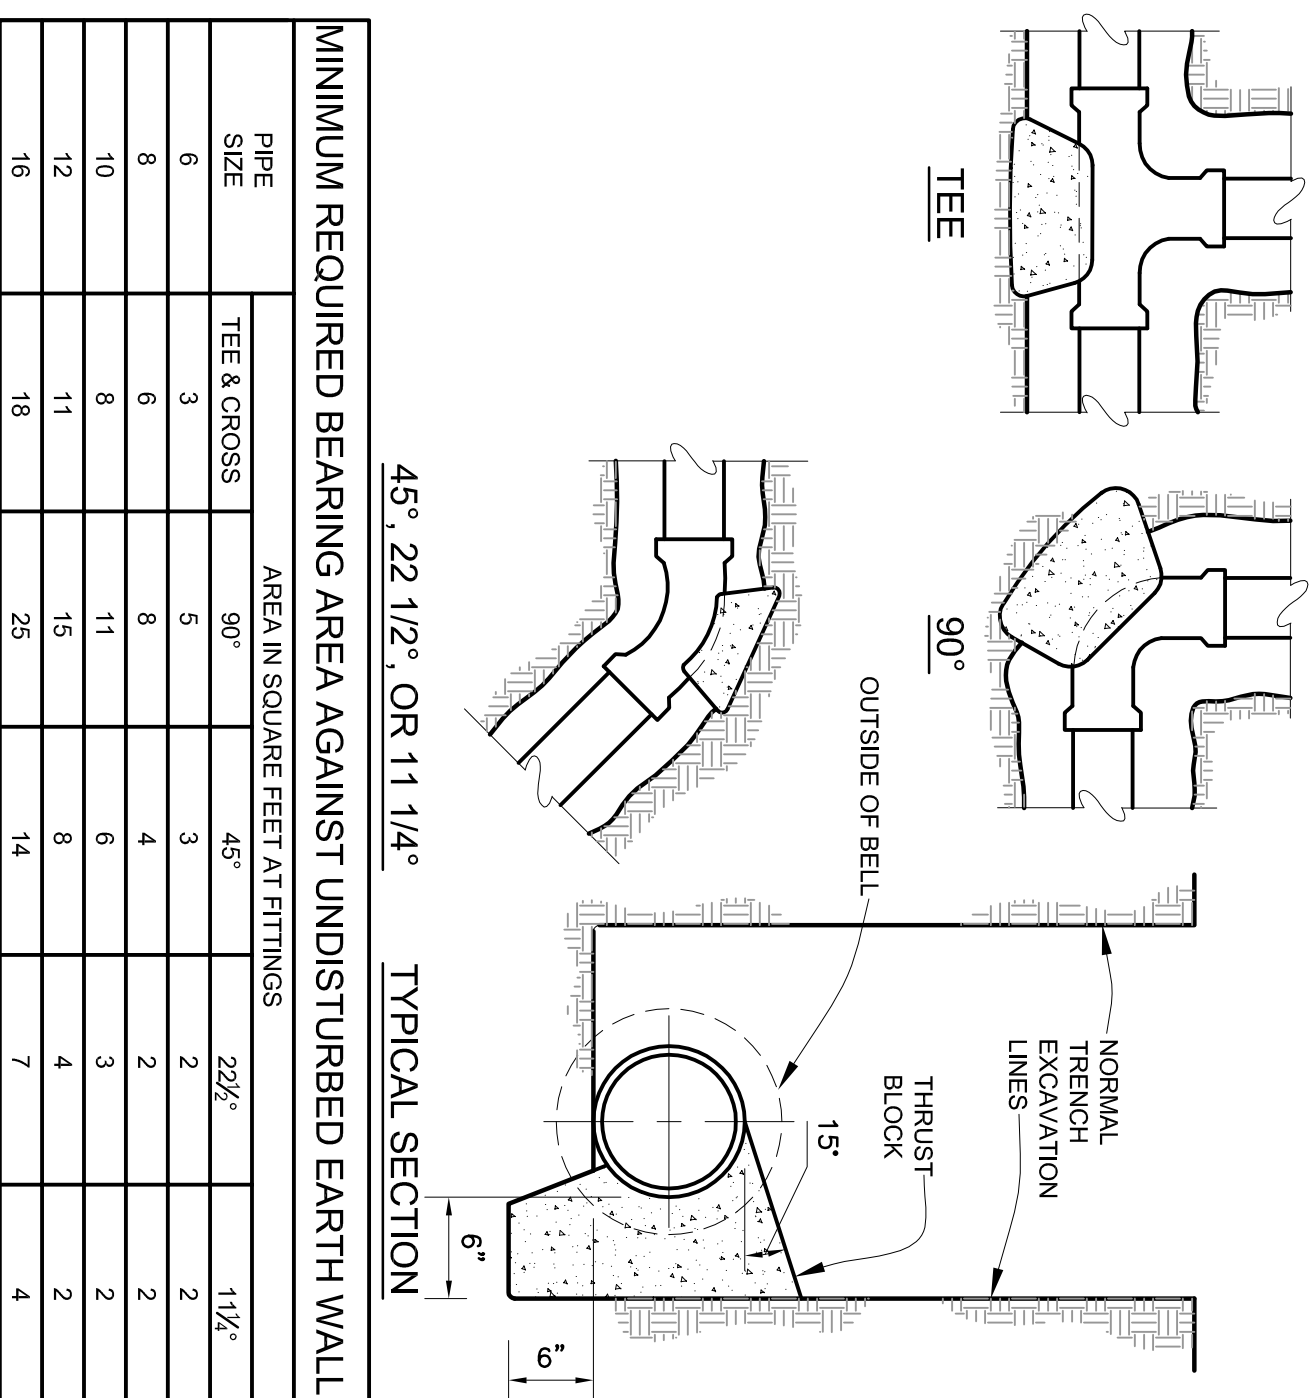 TEE
90°
45°, 22 1/2°, OR 11 1/4°
OUTSIDE OF BELL
NORMAL
TRENCH
EXCAVATION
LINES
THRUST
BLOCK
15°
6"
6"
TYPICAL SECTION
MINIMUM REQUIRED BEARING AREA AGAINST UNDISTURBED EARTH WALL
PIPE
SIZE
AREA IN SQUARE FEET AT FITTINGS
TEE & CROSS 90° 45° 22½° 11¼°
6 3 5 3 2 2
8 6 8 4 2 2
10 8 11 6 3 2
12 11 15 8 4 2
16 18 25 14 7 4